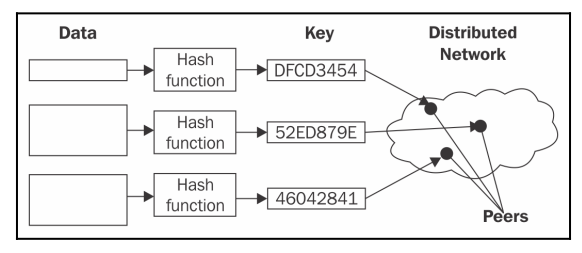 Data
Key
Distributed
Network
Hash
function
DFCD3454
Hash
function
52ED879E
Hash
function
46042841
Peers